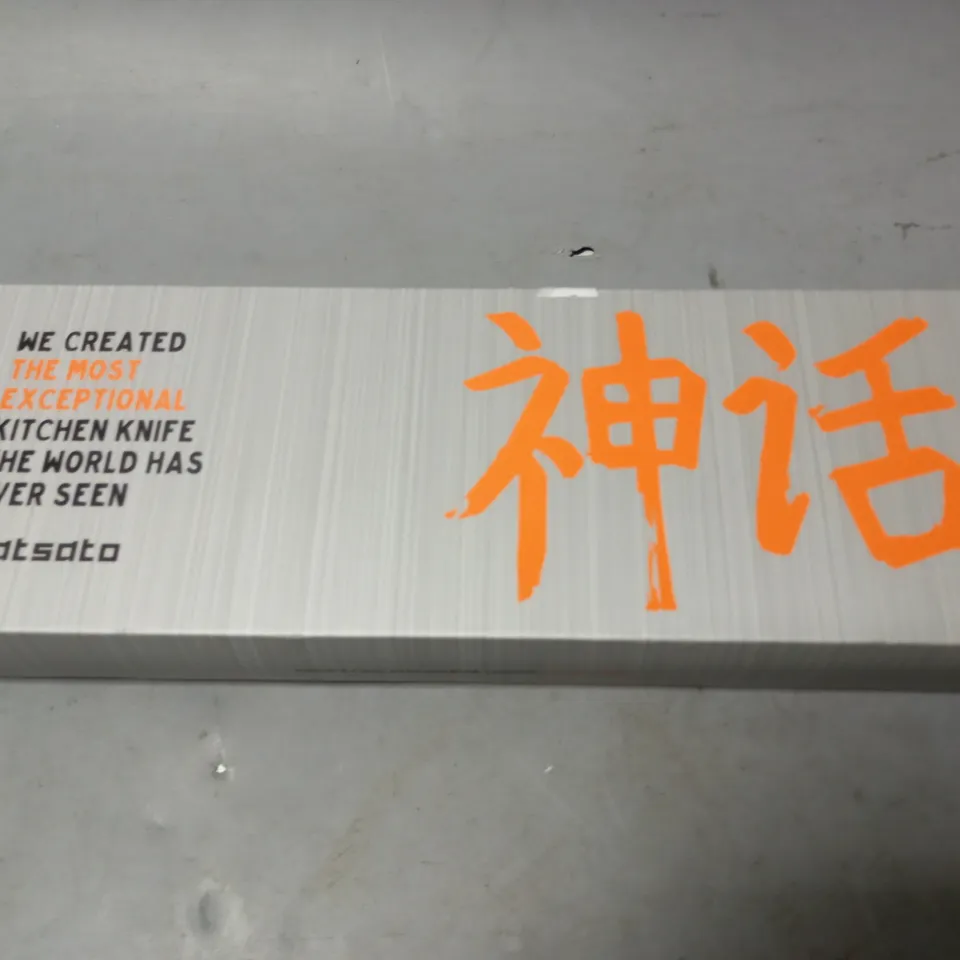 WE CREATED
THE MOST
EXCEPTIONAL
KITCHEN KNIFE
HE WORLD HAS
VER SEEN
atsato
神话